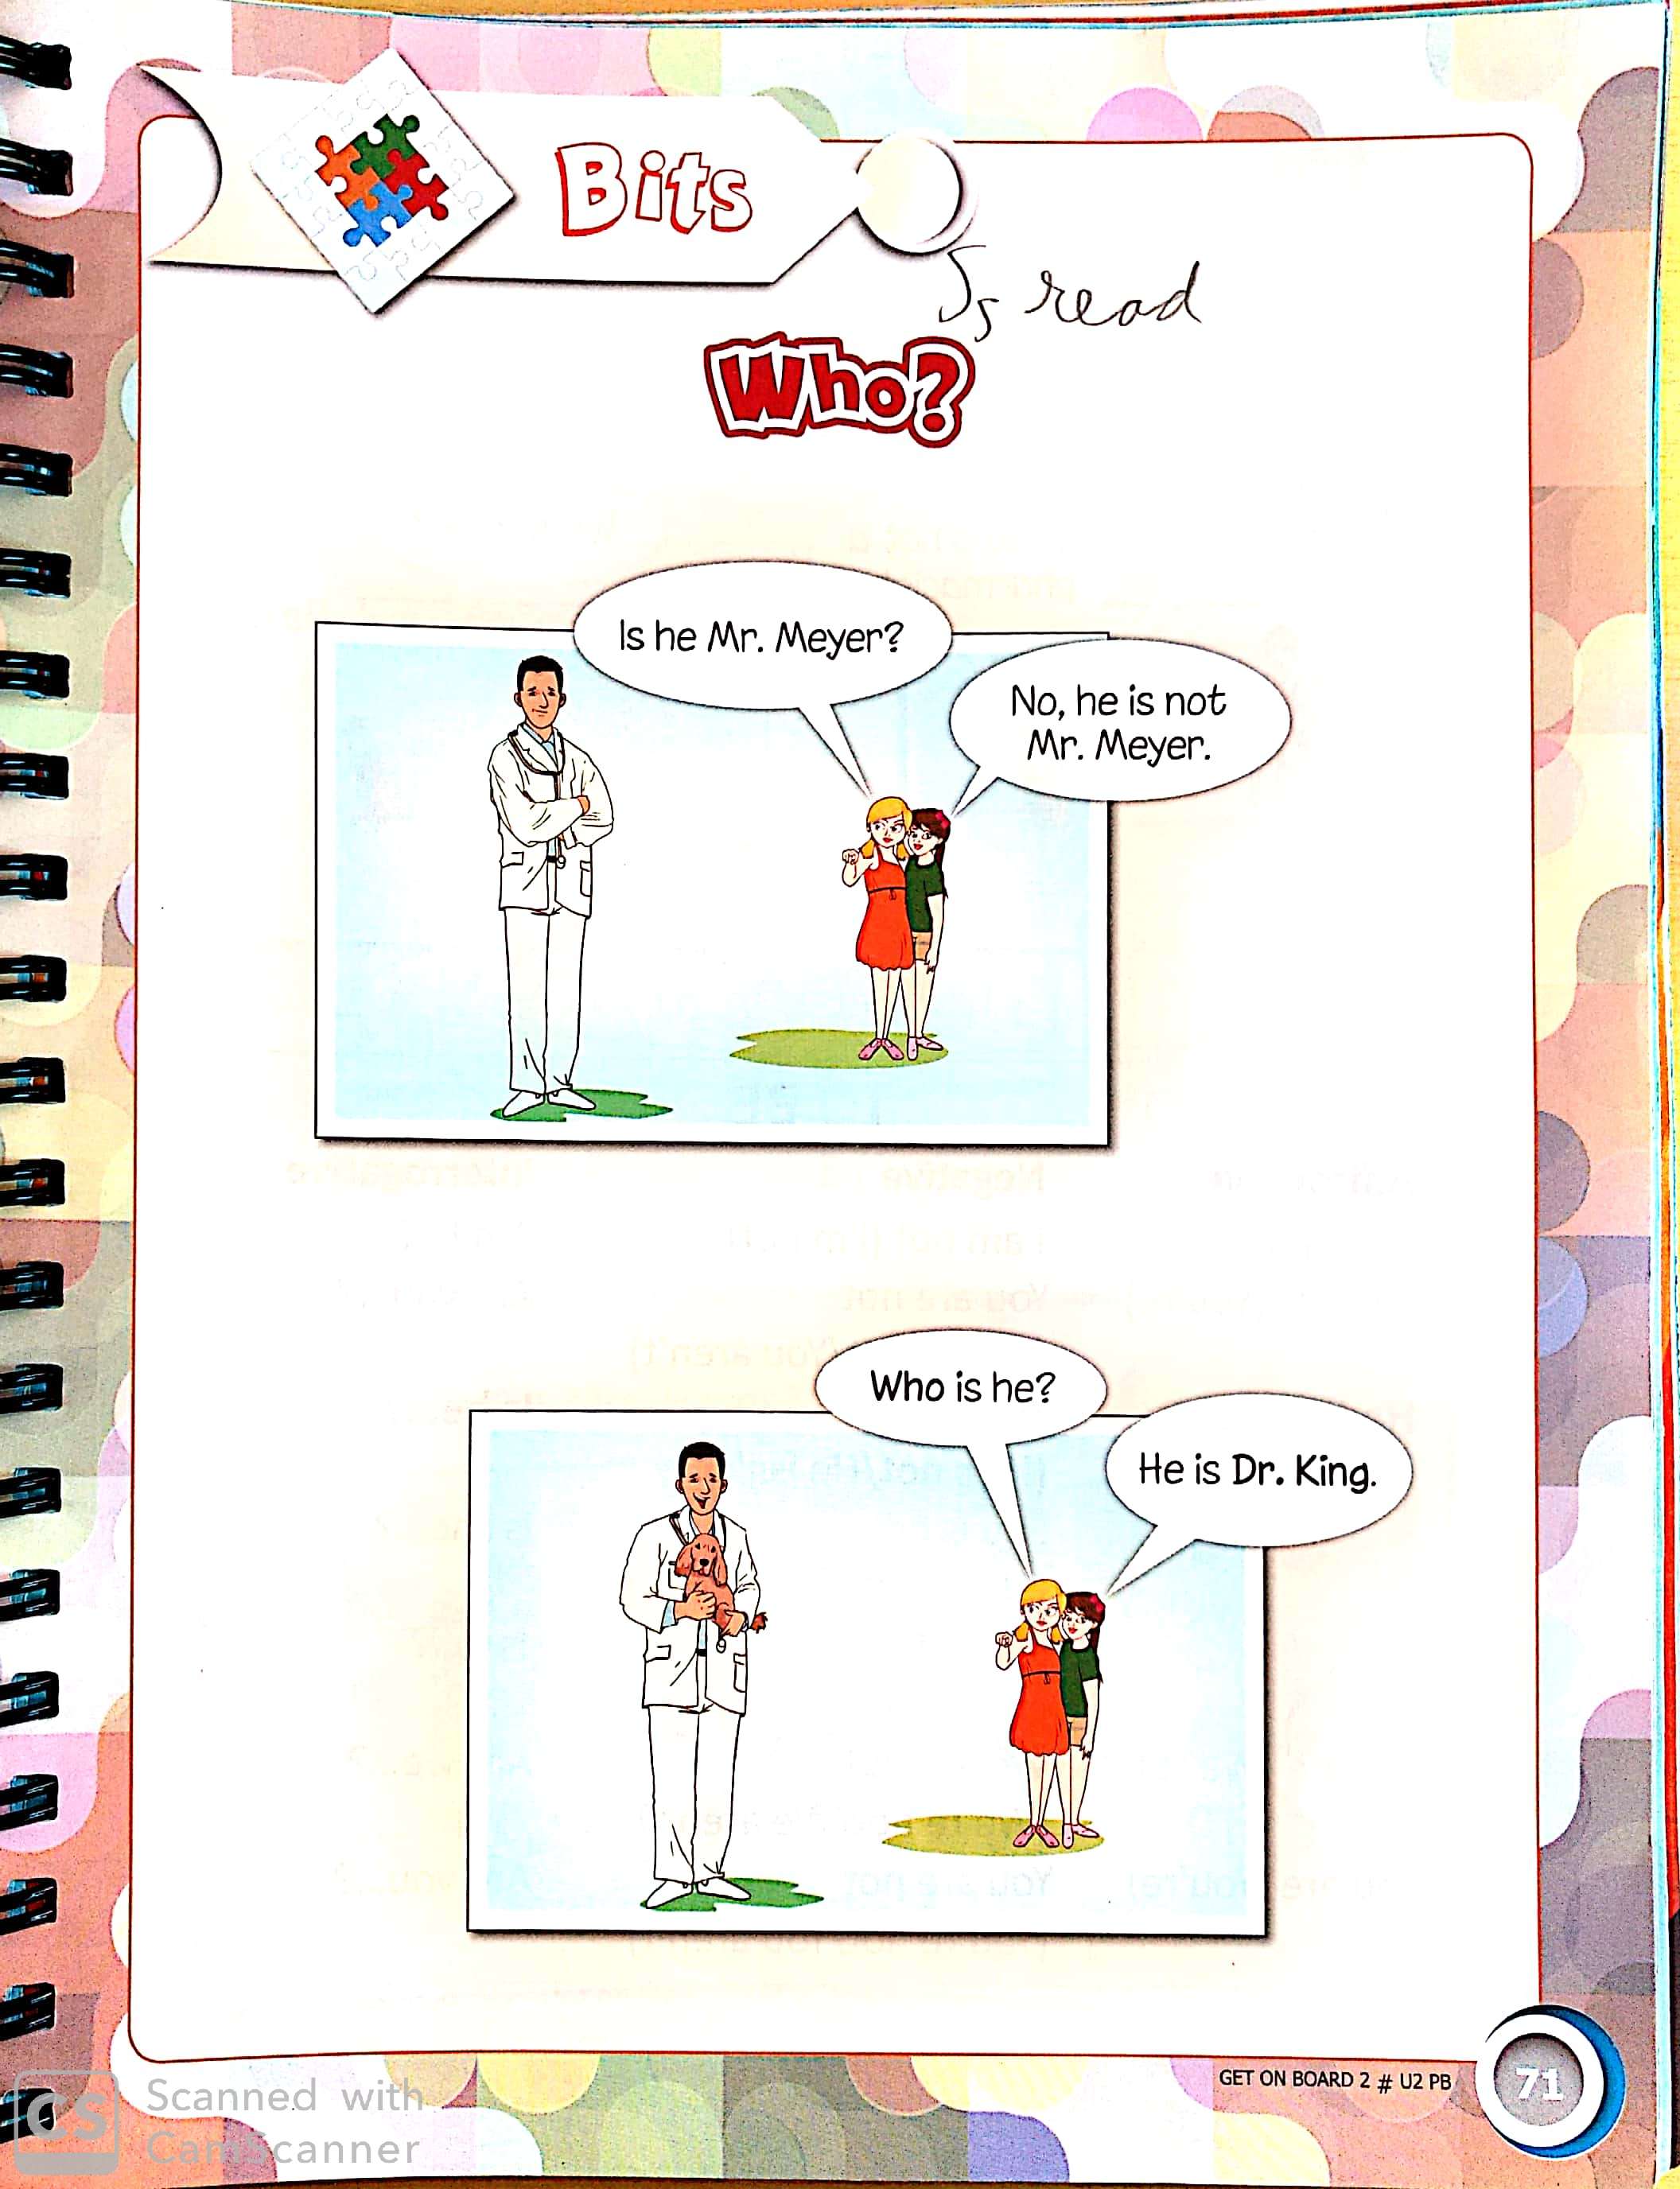 Bits
Ss read
Who?
Is he Mr. Meyer?
No, he is not
Mr. Meyer.
Who is he?
He is Dr. King.
GET ON BOARD 2 # U2 PB
71
CS
Scanned with
CamScanner